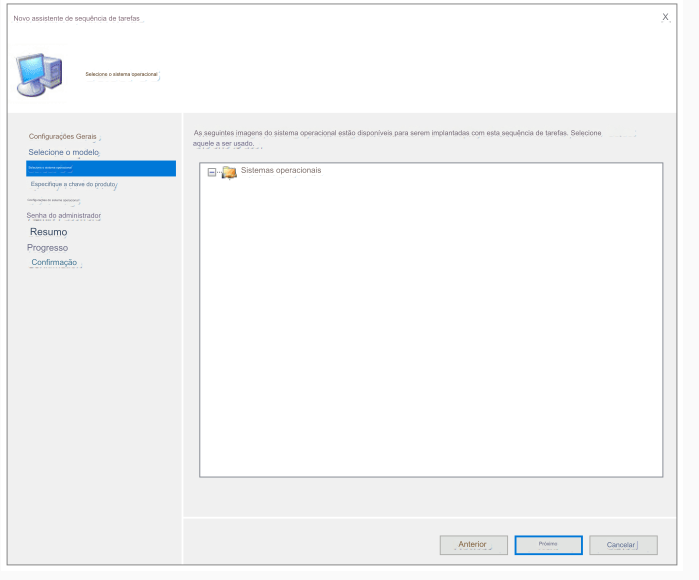 Novo assistente de sequência de tarefas
X
Selecione o sistema operacional
Configurações Gerais
Selecione o modelo
Selecione o sistema operacional
Especifique a chave do produto
Configurações do sistema operacional
Senha do administrador
Resumo
Progresso
Confirmação
As seguintes imagens do sistema operacional estão disponíveis para serem implantadas com esta sequência de tarefas. Selecione
aquele a ser usado.
Sistemas operacionais
Anterior
Próximo
Cancelar